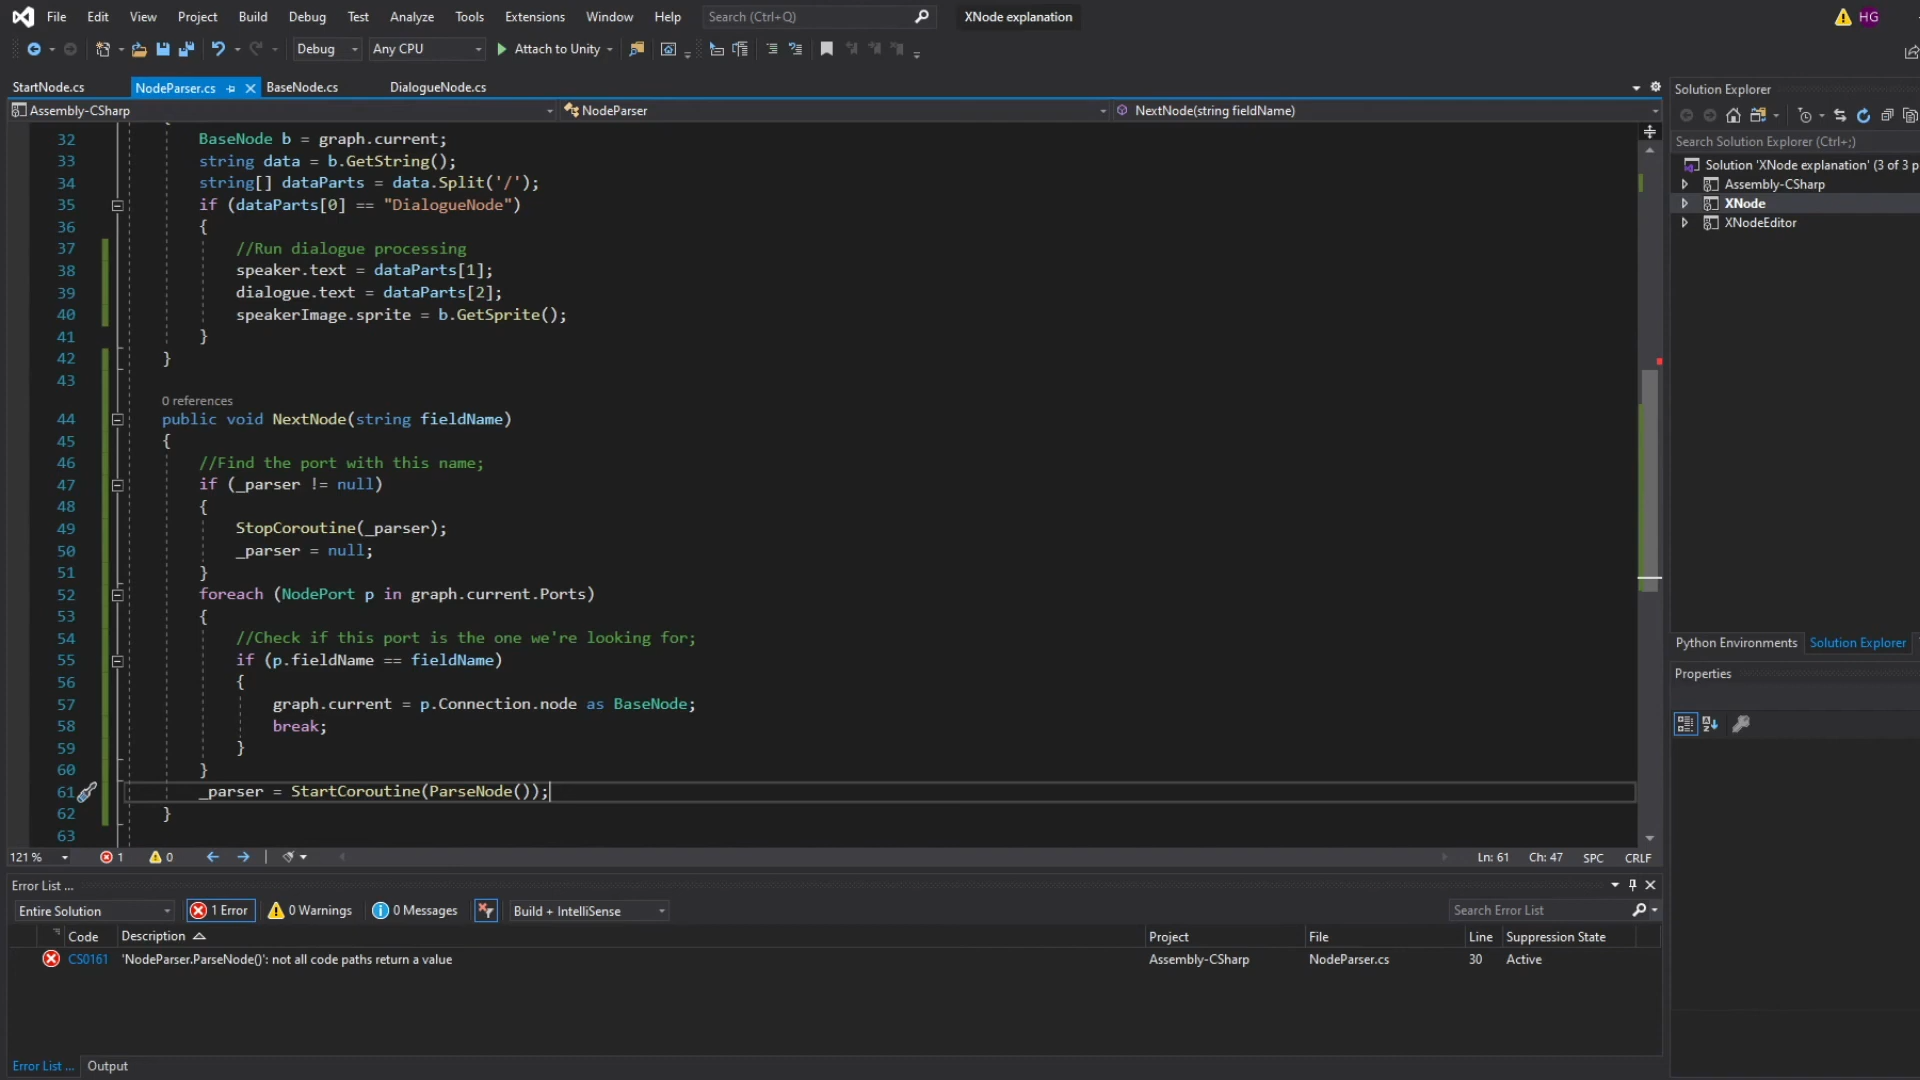 File Edit View Project Build Debug Test Analyze Tools Extensions Window Help Search (Ctrl+Q) XNode explanation HG
Debug Any CPU Attach to Unity
StartNode.cs NodeParser.cs BaseNode.cs DialogueNode.cs
Assembly-CSharp NodeParser NextNode(string fieldName)
32 BaseNode b = graph.current;
33 string data = b.GetString();
34 string[] dataParts = data.Split('/');
35 if (dataParts[0] == "DialogueNode")
36 {
37 //Run dialogue processing
38 speaker.text = dataParts[1];
39 dialogue.text = dataParts[2];
40 speakerImage.sprite = b.GetSprite();
41 }
42 }
43
0 references
44 public void NextNode(string fieldName)
45 {
46 //Find the port with this name;
47 if (_parser != null)
48 {
49 StopCoroutine(_parser);
50 _parser = null;
51 }
52 foreach (NodePort p in graph.current.Ports)
53 {
54 //Check if this port is the one we're looking for;
55 if (p.fieldName == fieldName)
56 {
57 graph.current = p.Connection.node as BaseNode;
58 break;
59 }
60 }
61 _parser = StartCoroutine(ParseNode());
62 }
63
121 % 1 0 Ln: 61 Ch: 47 SPC CRLF
Error List ...
Entire Solution 1 Error 0 Warnings 0 Messages Build + IntelliSense Search Error List
Code Description Project File Line Suppression State
CS0161 'NodeParser.ParseNode()': not all code paths return a value Assembly-CSharp NodeParser.cs 30 Active
Error List ... Output
Solution Explorer
Search Solution Explorer (Ctrl+;)
Solution 'XNode explanation' (3 of 3 p
Assembly-CSharp
XNode
XNodeEditor
Python Environments Solution Explorer
Properties